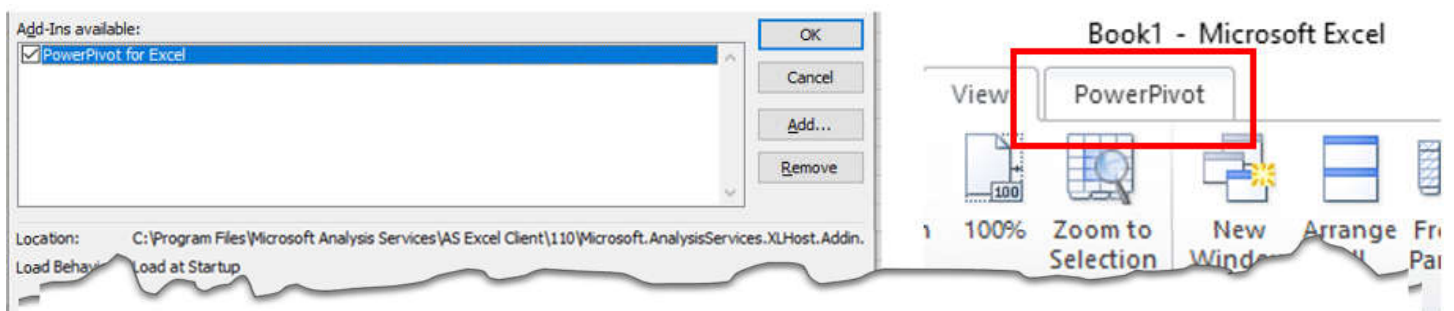 Add-Ins available:
PowerPivot for Excel
OK
Cancel
Add...
Remove
Location: C:\Program Files\Microsoft Analysis Services\AS Excel Client\110\Microsoft.AnalysisServices.XLHost.Addin.
Load Load at Startup
Book1 - Microsoft Excel
View PowerPivot
100
100% Zoom to Selection
New
Arrange